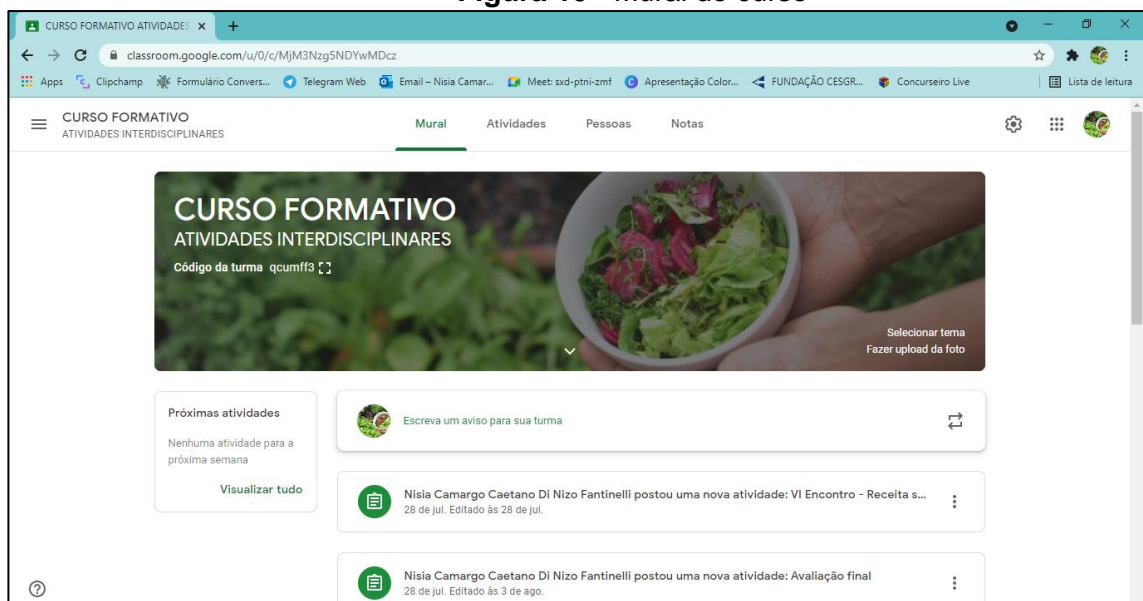 CURSO FORMATIVO ATIVIDADES
classroom.google.com/u/0/c/MjM3Nzg5NDYwMDcz
Apps Clipchamp Formulário Convers... Telegram Web Email – Nisia Camar... Meet: sxd-ptni-zmf Apresentação Color... FUNDAÇÃO CESGR... Concurseiro Live Lista de leitura
CURSO FORMATIVO
ATIVIDADES INTERDISCIPLINARES
Mural Atividades Pessoas Notas
CURSO FORMATIVO
ATIVIDADES INTERDISCIPLINARES
Código da turma qcumff3
Selecionar tema
Fazer upload da foto
Próximas atividades
Nenhuma atividade para a
próxima semana
Visualizar tudo
Escreva um aviso para sua turma
Nisia Camargo Caetano Di Nizo Fantinelli postou uma nova atividade: VI Encontro - Receita s...
28 de jul. Editado às 28 de jul.
Nisia Camargo Caetano Di Nizo Fantinelli postou uma nova atividade: Avaliação final
28 de jul. Editado às 3 de ago.